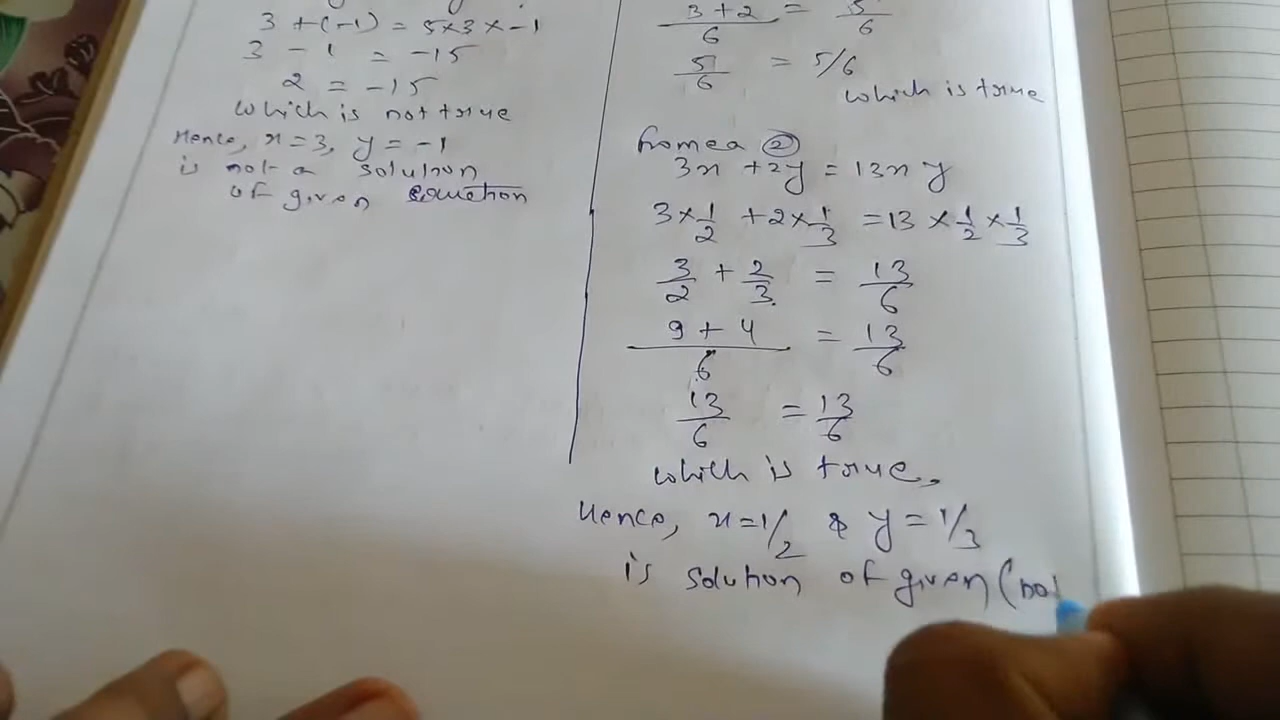 3 + (-1) = 5×3×-1
3 - 1 = -15
2 = -15
which is not true
Hence, x=3, y=-1
is not a solution
of given equetion
3+2/6 = 5/6
5/6 = 5/6
which is true
from eq ②
3x + 2y = 13x y
3×1/2 + 2×1/3 = 13 × 1/2 × 1/3
3/2 + 2/3 = 13/6
9 + 4/6 = 13/6
13/6 = 13/6
which is true.
Hence, x=1/2 & y=1/3
is solution of given (bo